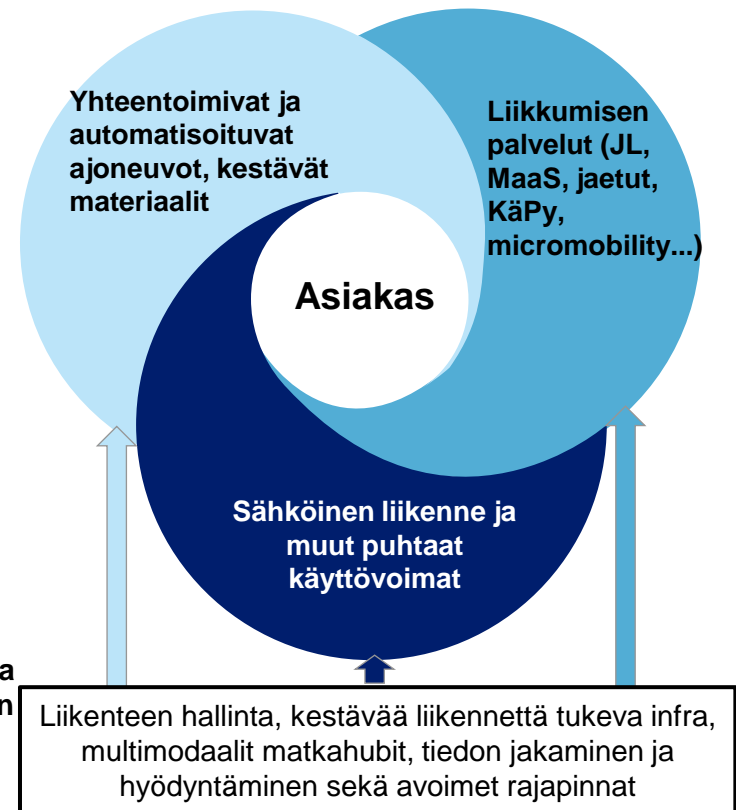 Yhteentoimivat ja
automatisoituvat
ajoneuvot, kestävät
materiaalit
Liikkumisen
palvelut (JL,
MaaS, jaetut,
KäPy,
micromobility...)
Asiakas
Sähköinen liikenne ja
muut puhtaat
käyttövoimat
a
n
Liikenteen hallinta, kestävää liikennettä tukeva infra,
multimodaalit matkahubit, tiedon jakaminen ja
hyödyntäminen sekä avoimet rajapinnat